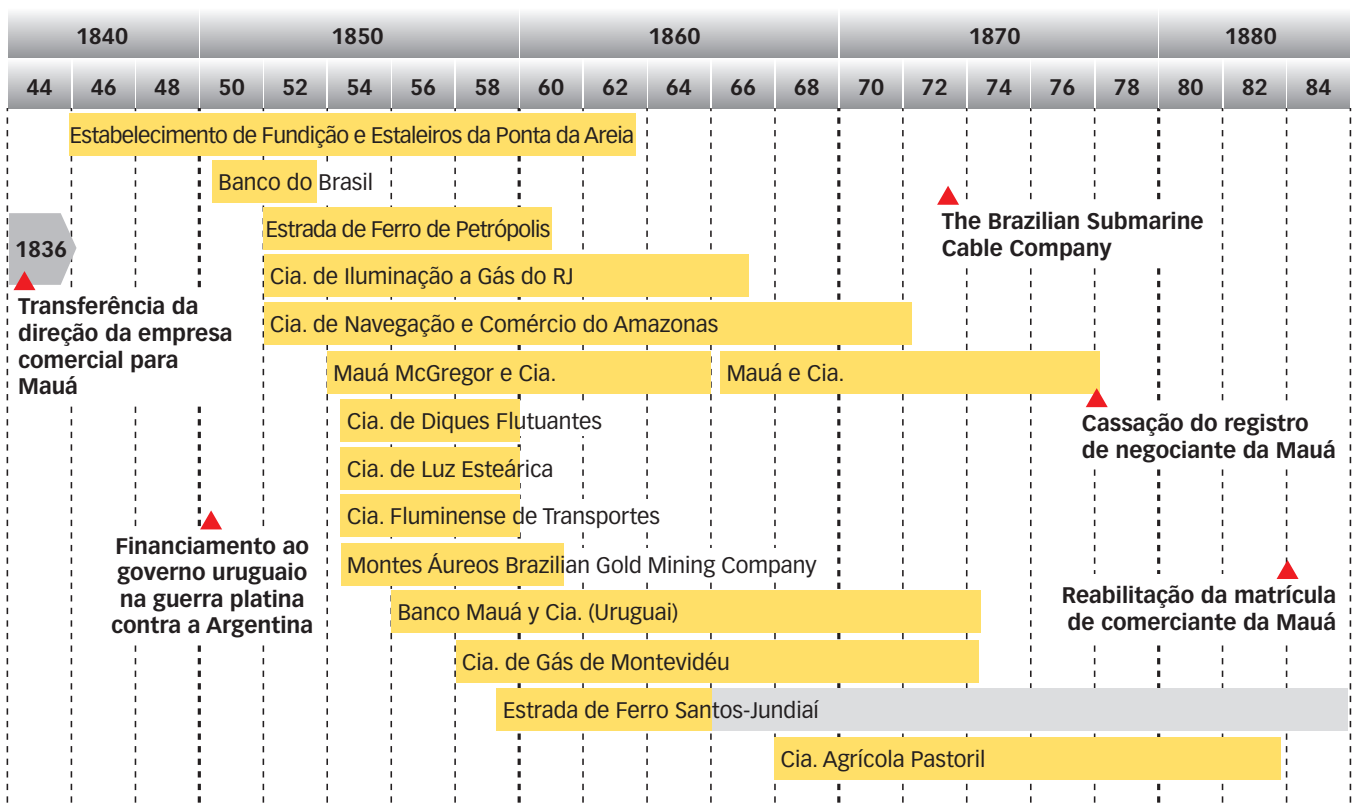 1840 1850 1860 1870 1880
44 46 48 50 52 54 56 58 60 62 64 66 68 70 72 74 76 78 80 82 84
Estabelecimento de Fundição e Estaleiros da Ponta da Areia
Banco do Brasil
The Brazilian Submarine
Cable Company
1836
Transferência da
direção da empresa
comercial para
Mauá
Estrada de Ferro de Petrópolis
Cia. de Iluminação a Gás do RJ
Cia. de Navegação e Comércio do Amazonas
Mauá McGregor e Cia.
Mauá e Cia.
Cassação do registro
de negociante da Mauá
Cia. de Diques Flutuantes
Cia. de Luz Esteárica
Cia. Fluminense de Transportes
Financiamento ao
governo uruguaio
na guerra platina
contra a Argentina
Montes Áureos Brazilian Gold Mining Company
Reabilitação da matrícula
de comerciante da Mauá
Banco Mauá y Cia. (Uruguai)
Cia. de Gás de Montevidéu
Estrada de Ferro Santos-Jundiaí
Cia. Agrícola Pastoril